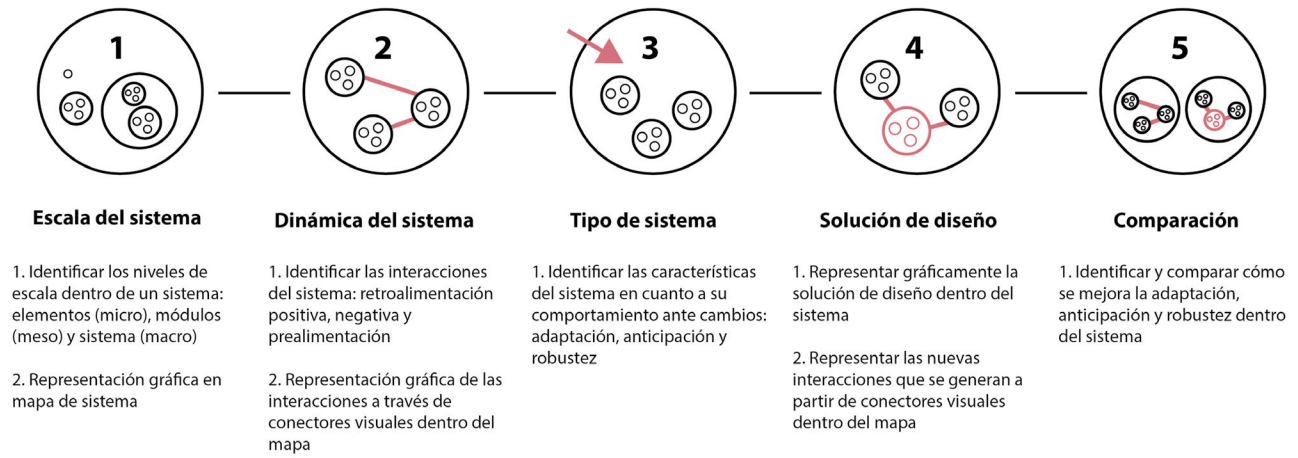 1
Escala del sistema
1. Identificar los niveles de
escala dentro de un sistema:
elementos (micro), módulos
(meso) y sistema (macro)
2. Representación gráfica en
mapa de sistema
2
Dinámica del sistema
1. Identificar las interacciones
del sistema: retroalimentación
positiva, negativa y
prealimentación
2. Representación gráfica de las
interacciones a través de
conectores visuales dentro del
mapa
3
Tipo de sistema
1. Identificar las características
del sistema en cuanto a su
comportamiento ante cambios:
adaptación, anticipación y
robustez
4
Solución de diseño
1. Representar gráficamente la
solución de diseño dentro del
sistema
2. Representar las nuevas
interacciones que se generan a
partir de conectores visuales
dentro del mapa
5
Comparación
1. Identificar y comparar cómo
se mejora la adaptación,
anticipación y robustez dentro
del sistema